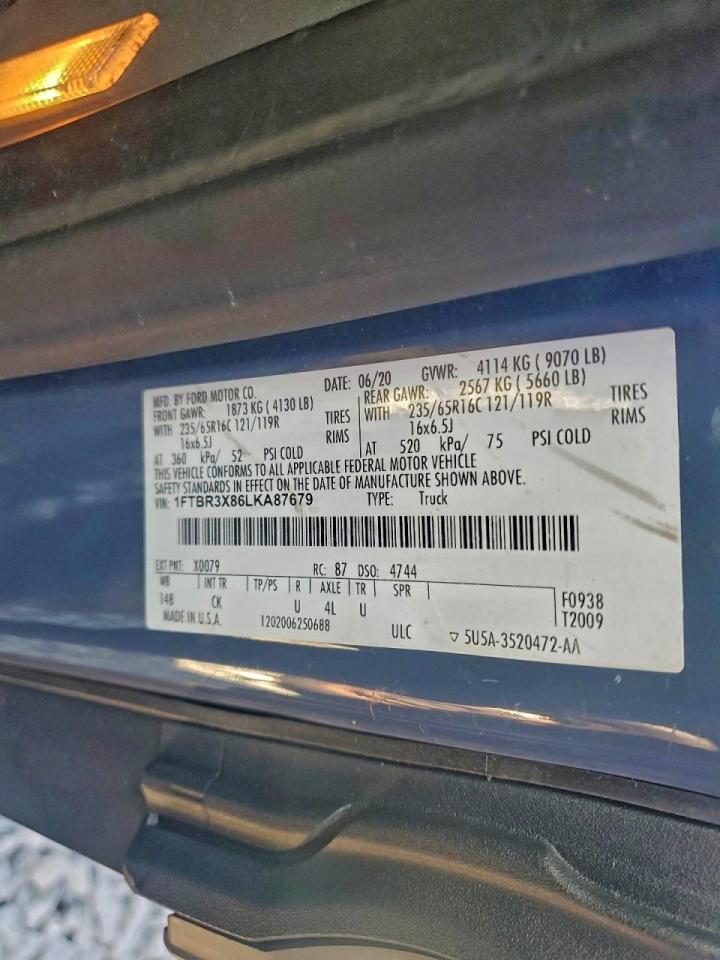 MFD. BY FORD MOTOR CO. DATE: 06/20 GVWR: 4114 KG ( 9070 LB)
FRONT GAWR: 1873 KG ( 4130 LB) REAR GAWR: 2567 KG ( 5660 LB)
WITH 235/65R16C 121/119R TIRES WITH 235/65R16C 121/119R TIRES
16x6.5J RIMS 16x6.5J RIMS
AT 360 kPa/ 52 PSI COLD AT 520 kPa/ 75 PSI COLD
THIS VEHICLE CONFORMS TO ALL APPLICABLE FEDERAL MOTOR VEHICLE
SAFETY STANDARDS IN EFFECT ON THE DATE OF MANUFACTURE SHOWN ABOVE.
VIN: 1FTBR3X86LKA87679 TYPE: Truck
EXT PNT: X0079 RC: 87 DSO: 4744
WB INT TR TP/PS R AXLE TR SPR
148 CK U 4L U F0938
MADE IN U.S.A. 1202006250688 T2009
ULC 5U5A-3520472-AA